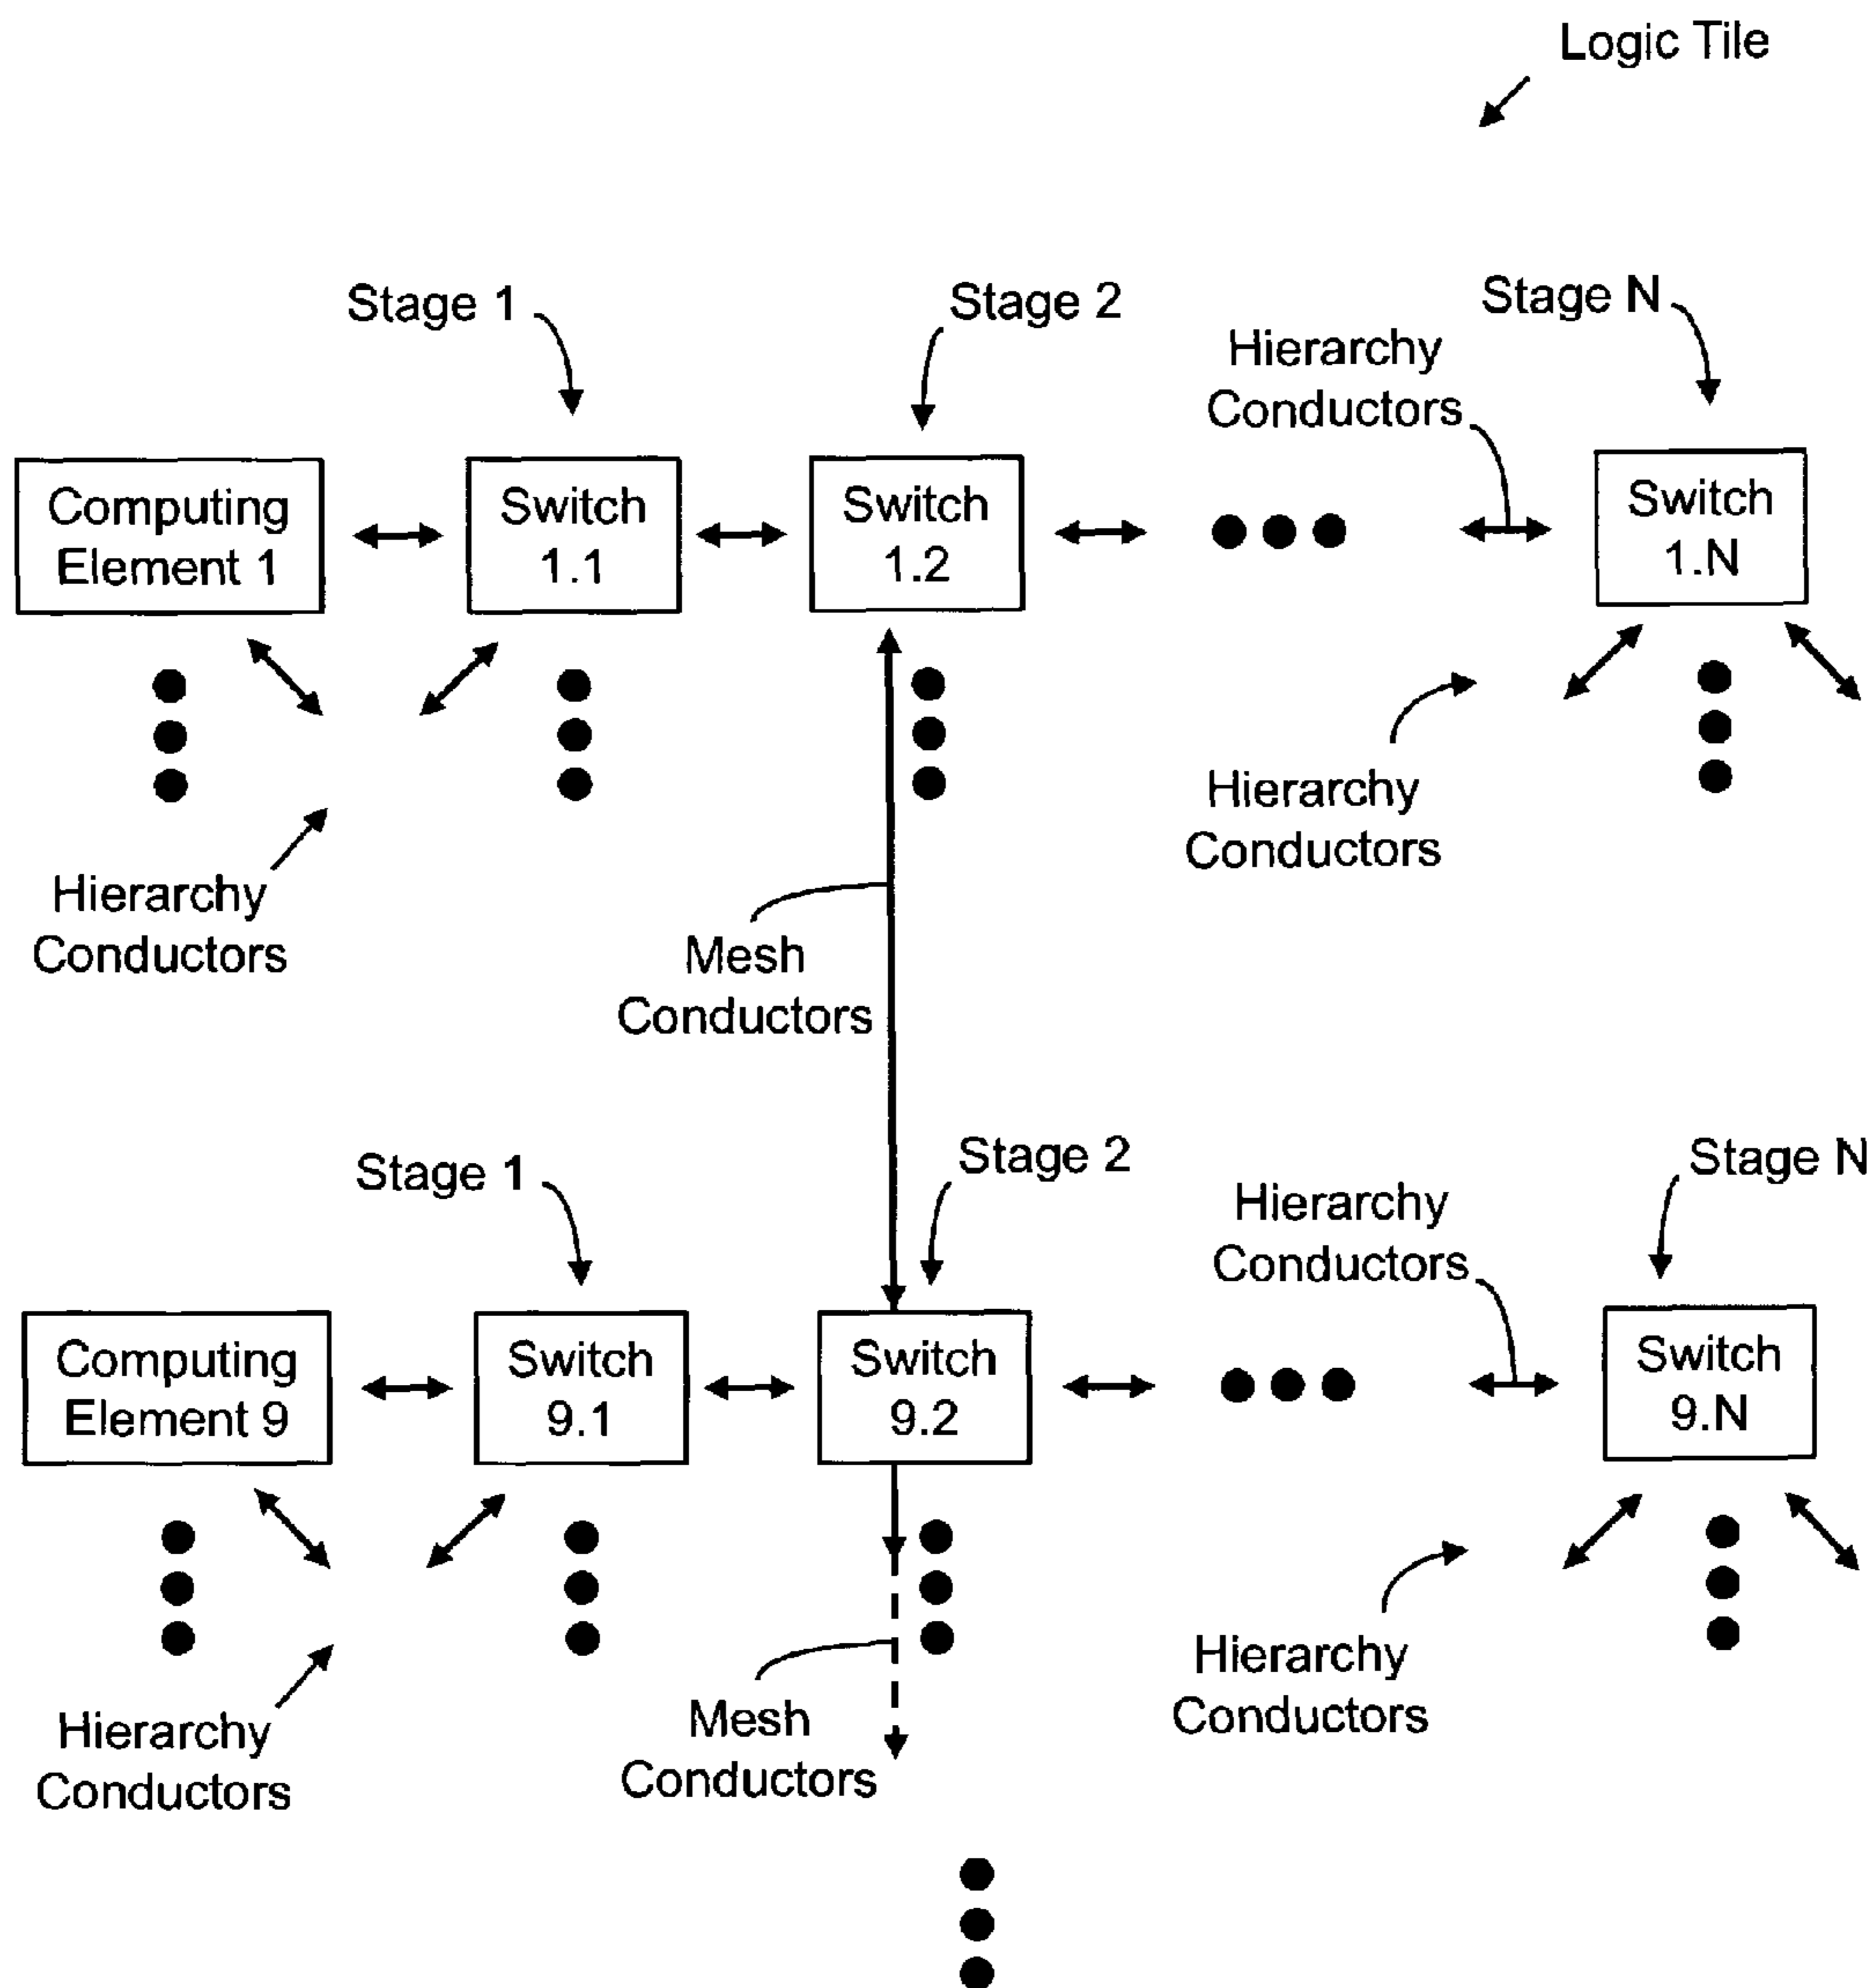 Logic Tile
Stage 1
Stage 2
Stage N
Hierarchy
Conductors
Computing
Element 1
Switch
1.1
Switch
1.2
Switch
1.N
Hierarchy
Conductors
Hierarchy
Conductors
Mesh
Conductors
Stage 1
Stage 2
Stage N
Hierarchy
Conductors
Computing
Element 9
Switch
9.1
Switch
9.2
Switch
9.N
Hierarchy
Conductors
Mesh
Conductors
Hierarchy
Conductors